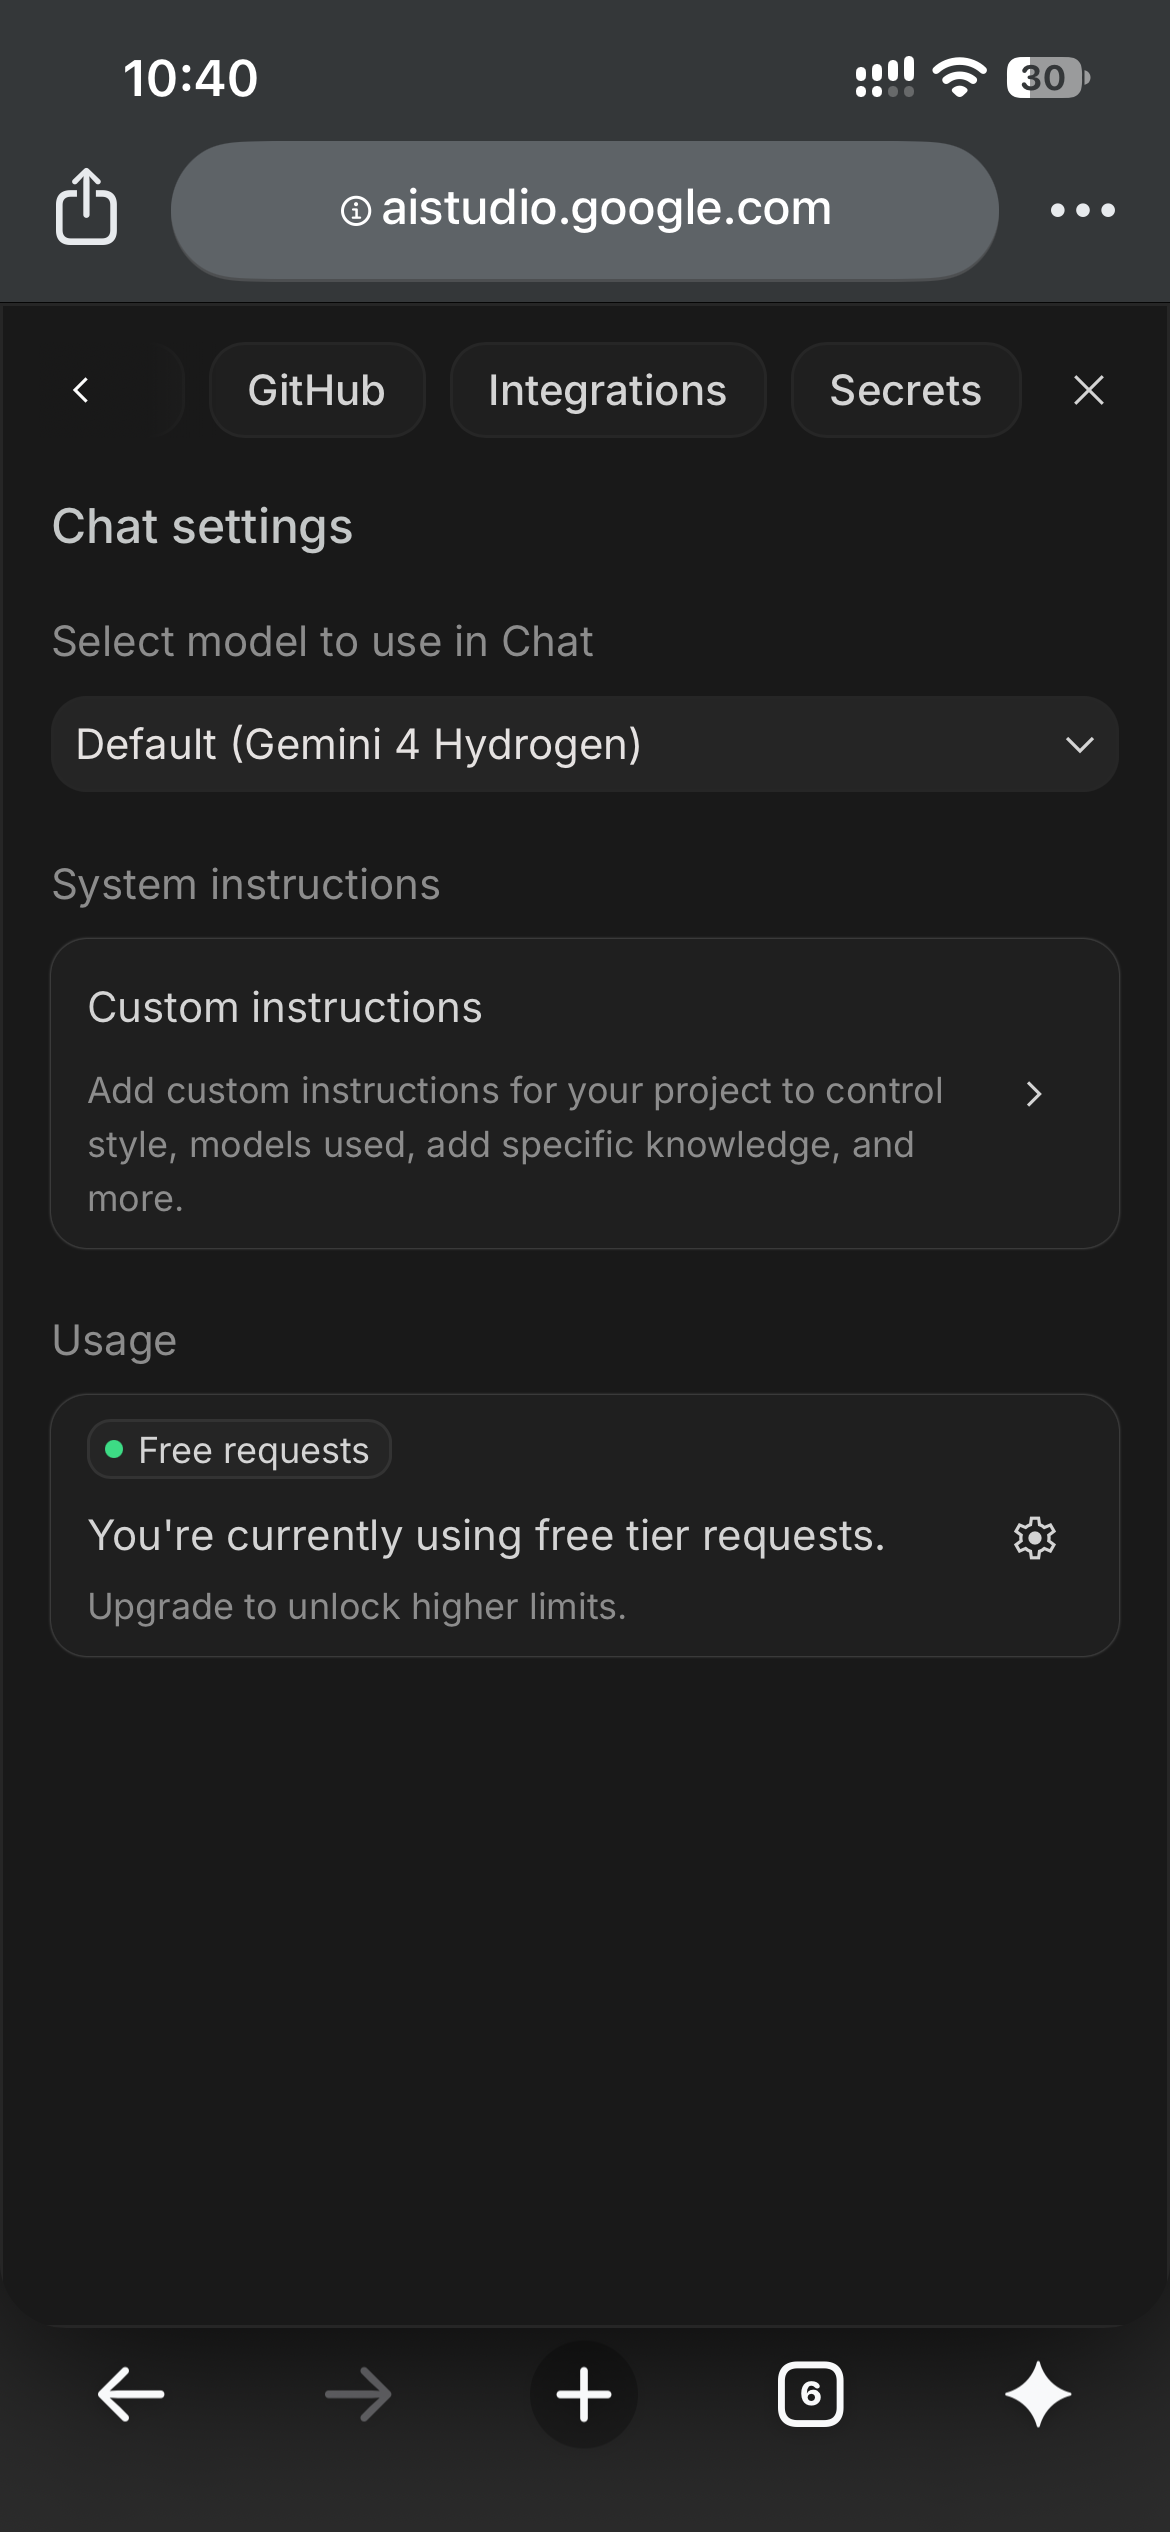 10:40
30
aistudio.google.com
GitHub
Integrations
Secrets
Chat settings
Select model to use in Chat
Default (Gemini 4 Hydrogen)
System instructions
Custom instructions
Add custom instructions for your project to control
style, models used, add specific knowledge, and
more.
Usage
Free requests
You're currently using free tier requests.
Upgrade to unlock higher limits.
6